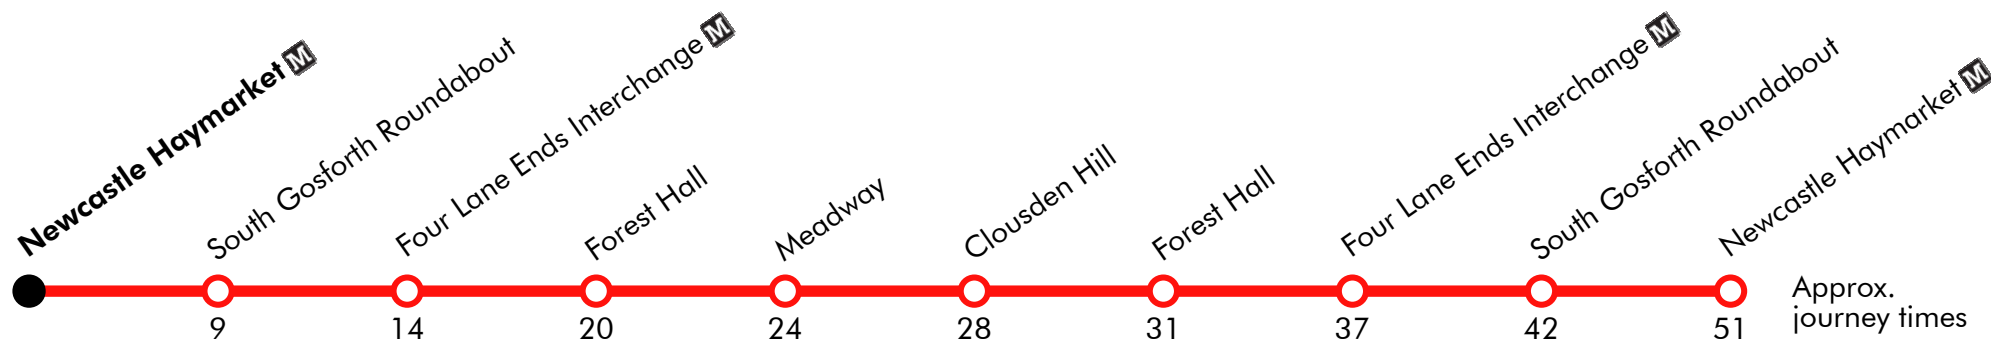 Newcastle Haymarket M
South Gosforth Roundabout
Four Lane Ends Interchange M
Forest Hall
Meadway
Clousden Hill
Forest Hall
Four Lane Ends Interchange M
South Gosforth Roundabout
Newcastle Haymarket M
9 14 20 24 28 31 37 42 51
Approx.
journey times